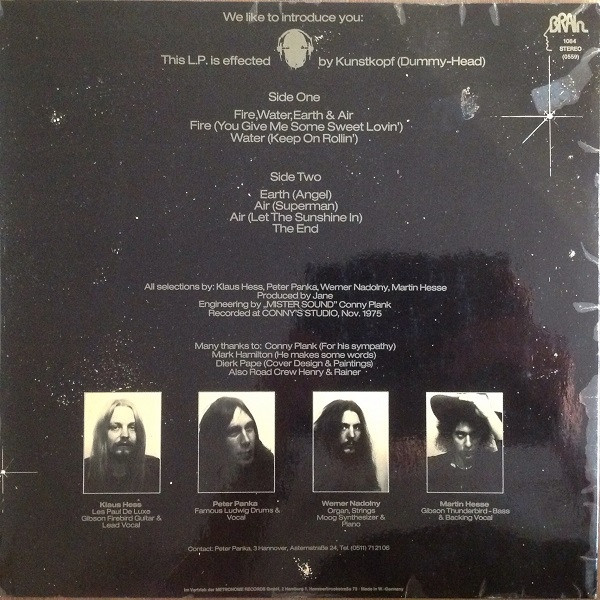 We like to introduce you:
This L.P. is effected by Kunstkopf (Dummy-Head)
BRAIN
1084
STEREO
(0559)
Side One
Fire,Water,Earth & Air
Fire (You Give Me Some Sweet Lovin')
Water (Keep On Rollin')
Side Two
Earth (Angel)
Air (Superman)
Air (Let The Sunshine In)
The End
All selections by: Klaus Hess, Peter Panka, Werner Nadolny, Martin Hesse
Produced by Jane
Engineering by „MISTER SOUND" Conny Plank
Recorded at CONNY'S STUDIO, Nov. 1975
Many thanks to: Conny Plank (For his sympathy)
Mark Hamilton (He makes some words)
Dierk Pape (Cover Design & Paintings)
Also Road Crew Henry & Rainer
Klaus Hess
Les Paul De Luxe
Gibson Firebird Guitar &
Lead Vocal
Peter Panka
Famous Ludwig Drums &
Vocal
Werner Nadolny
Organ, Strings
Moog Synthesizer &
Piano
Martin Hesse
Gibson Thunderbird-Bass
& Backing Vocal
Contact: Peter Panka, 3 Hannover, Asternstraße 34, Tel. (0511) 712106
Im Vertrieb der METRONOME RECORDS GmbH, 2 Hamburg 1, 73 · Made in W.-Germany